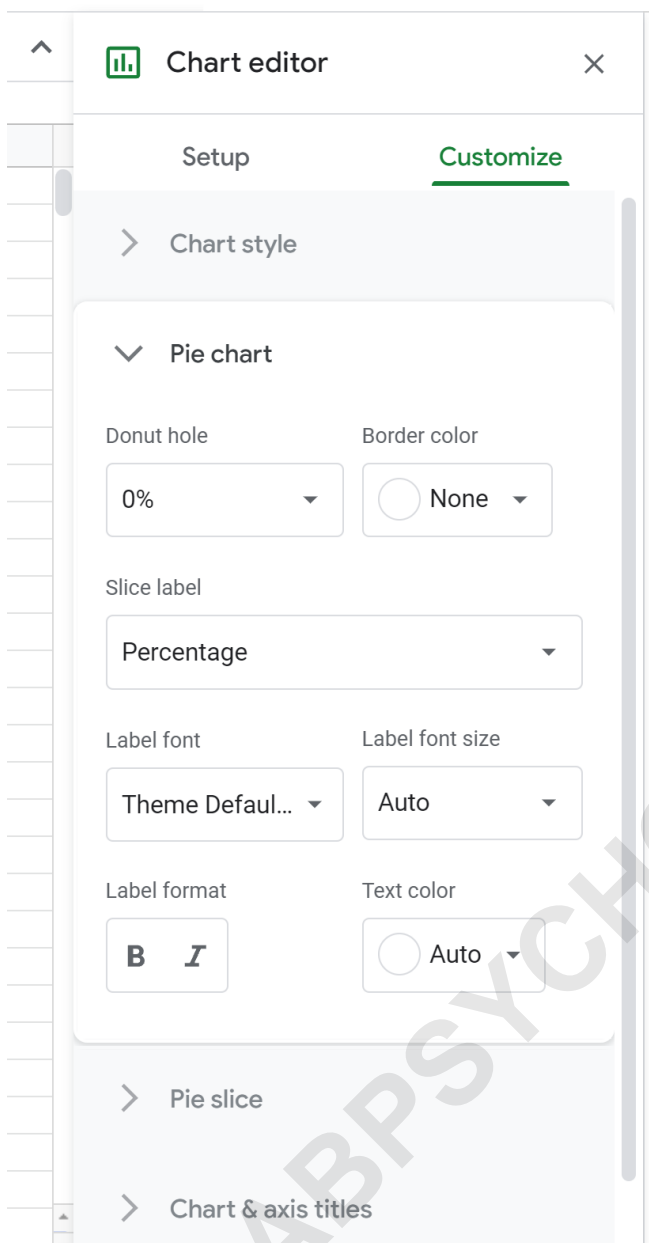 Chart editor
Setup Customize
Chart style
Pie chart
Donut hole Border color
0% None
Slice label
Percentage
Label font Label font size
Theme Defaul... Auto
Label format Text color
B I Auto
Pie slice
Chart & axis titles
ABPSYCHO